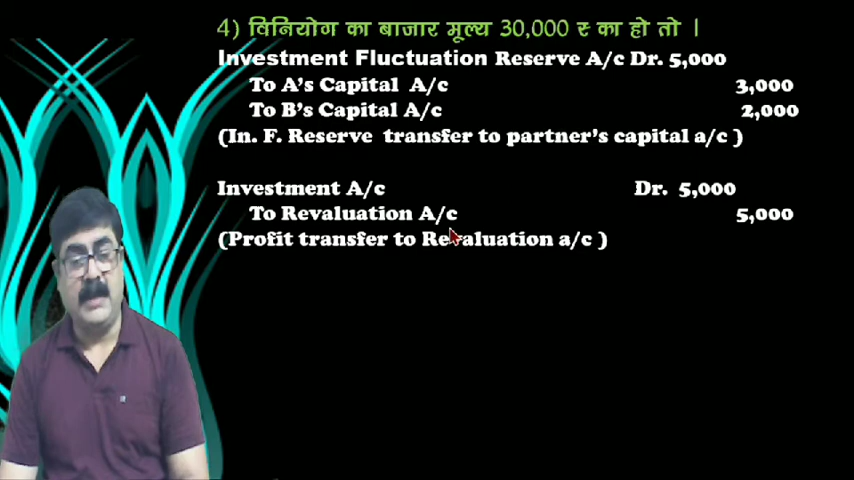 4) विनियोग का बाजार मूल्य 30,000 रु का हो तो ।
Investment Fluctuation Reserve A/c Dr. 5,000
To A's Capital A/c 3,000
To B's Capital A/c 2,000
(In. F. Reserve transfer to partner's capital a/c )
Investment A/c Dr. 5,000
To Revaluation A/c 5,000
(Profit transfer to Revaluation a/c )